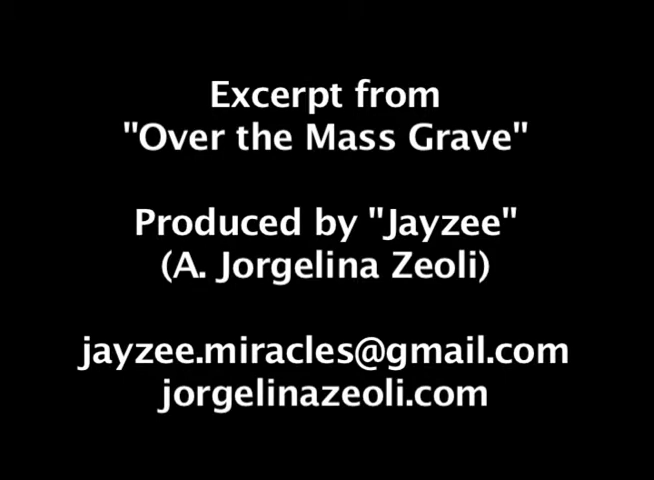 Excerpt from
"Over the Mass Grave"
Produced by "Jayzee"
(A. Jorgelina Zeoli)
jayzee.miracles@gmail.com
jorgelinazeoli.com